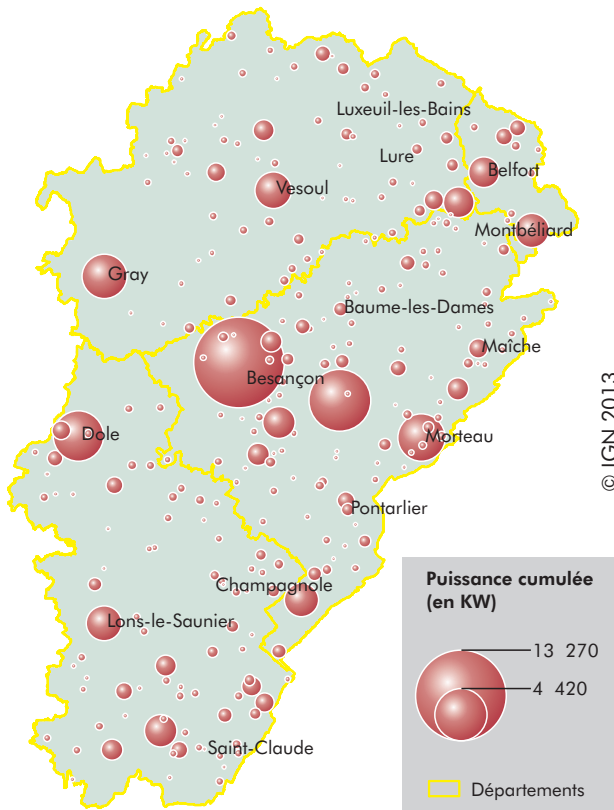 Luxeuil-les-Bains
Lure
Belfort
Vesoul
Montbéliard
Gray
Baume-les-Dames
Maîche
Besançon
Dole
Morteau
Pontarlier
Champagnole
Lons-le-Saunier
Saint-Claude
© IGN 2013
Puissance cumulée
(en KW)
13 270
4 420
Départements